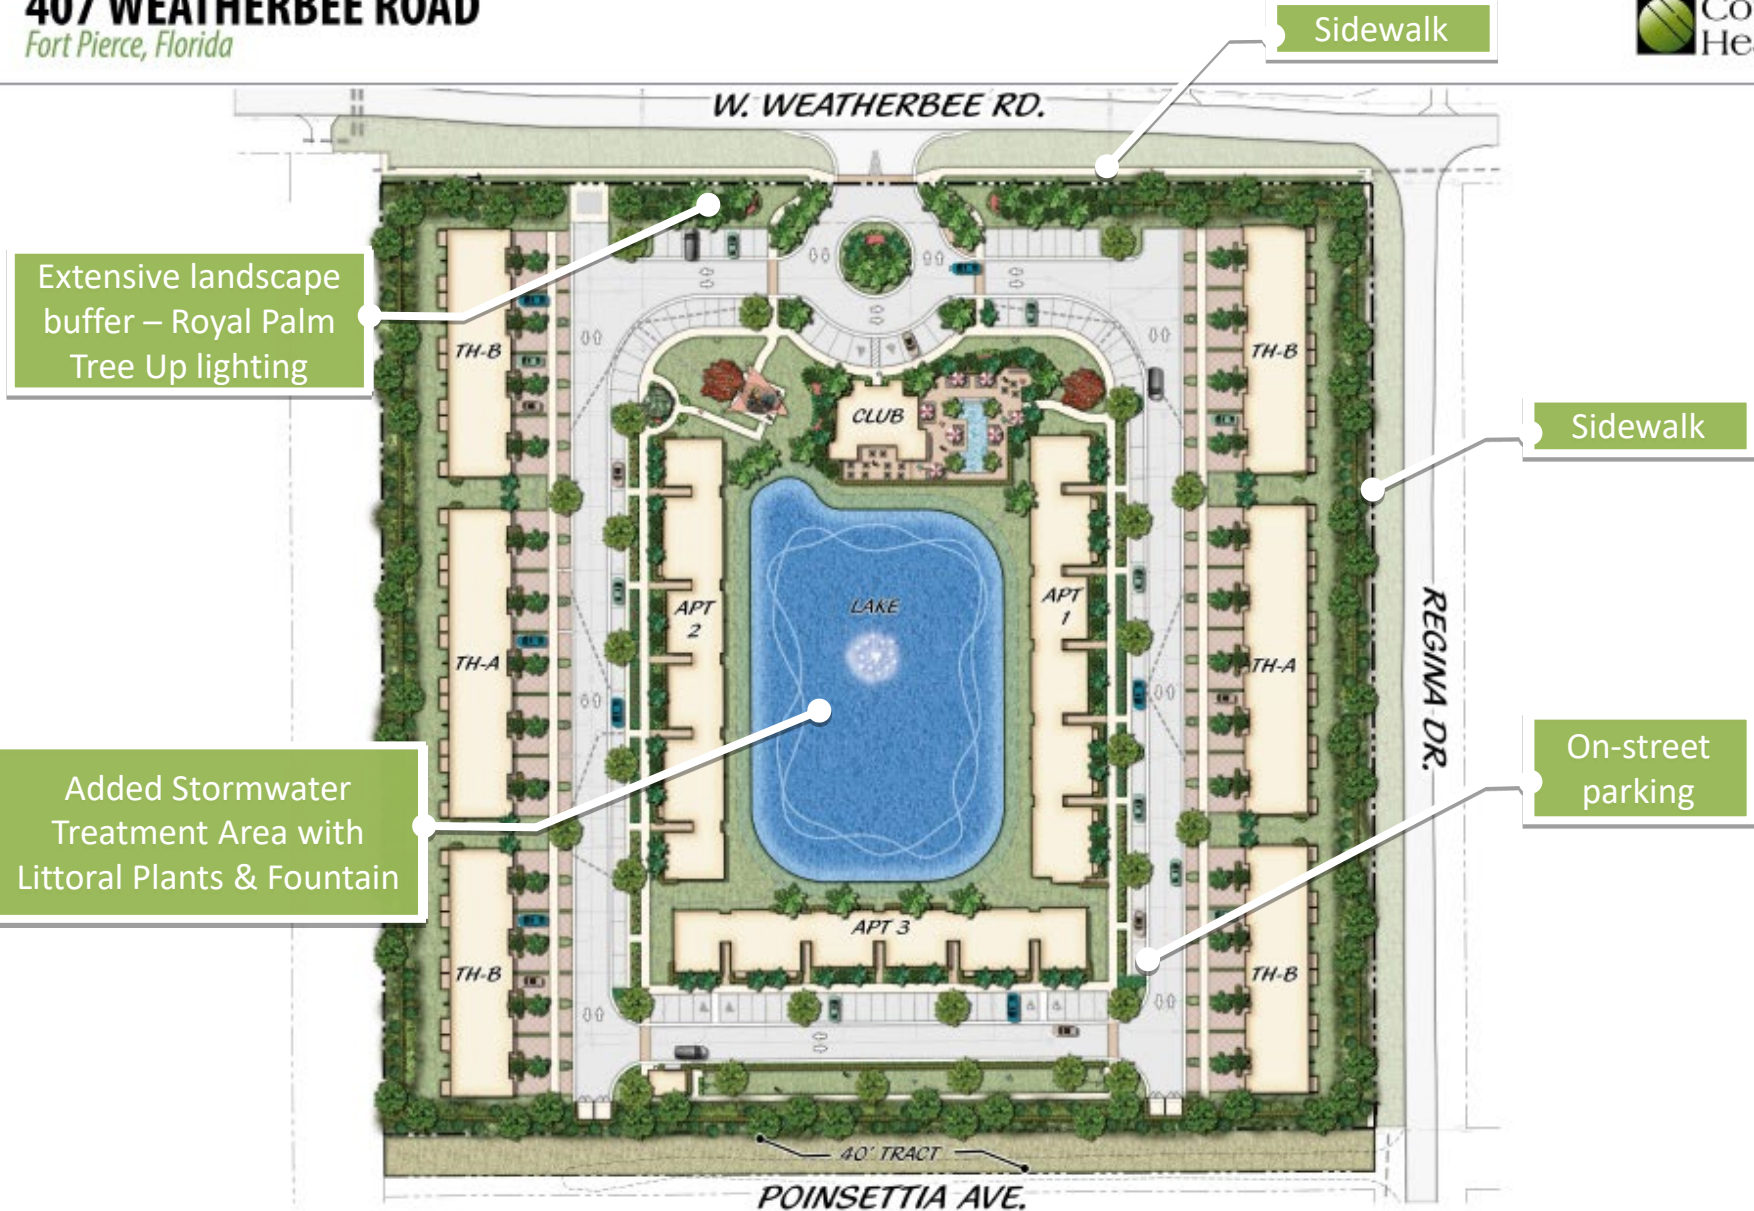 407 WEATHERBEE ROAD
Fort Pierce, Florida
Sidewalk
W. WEATHERBEE RD.
Extensive landscape
buffer – Royal Palm
Tree Up lighting
TH-B
TH-B
CLUB
Sidewalk
LAKE
APT
2
APT
1
TH-A
TH-A
REGINA DR.
On-street
parking
Added Stormwater
Treatment Area with
Littoral Plants & Fountain
APT 3
TH-B
TH-B
40' TRACT
POINSETTIA AVE.